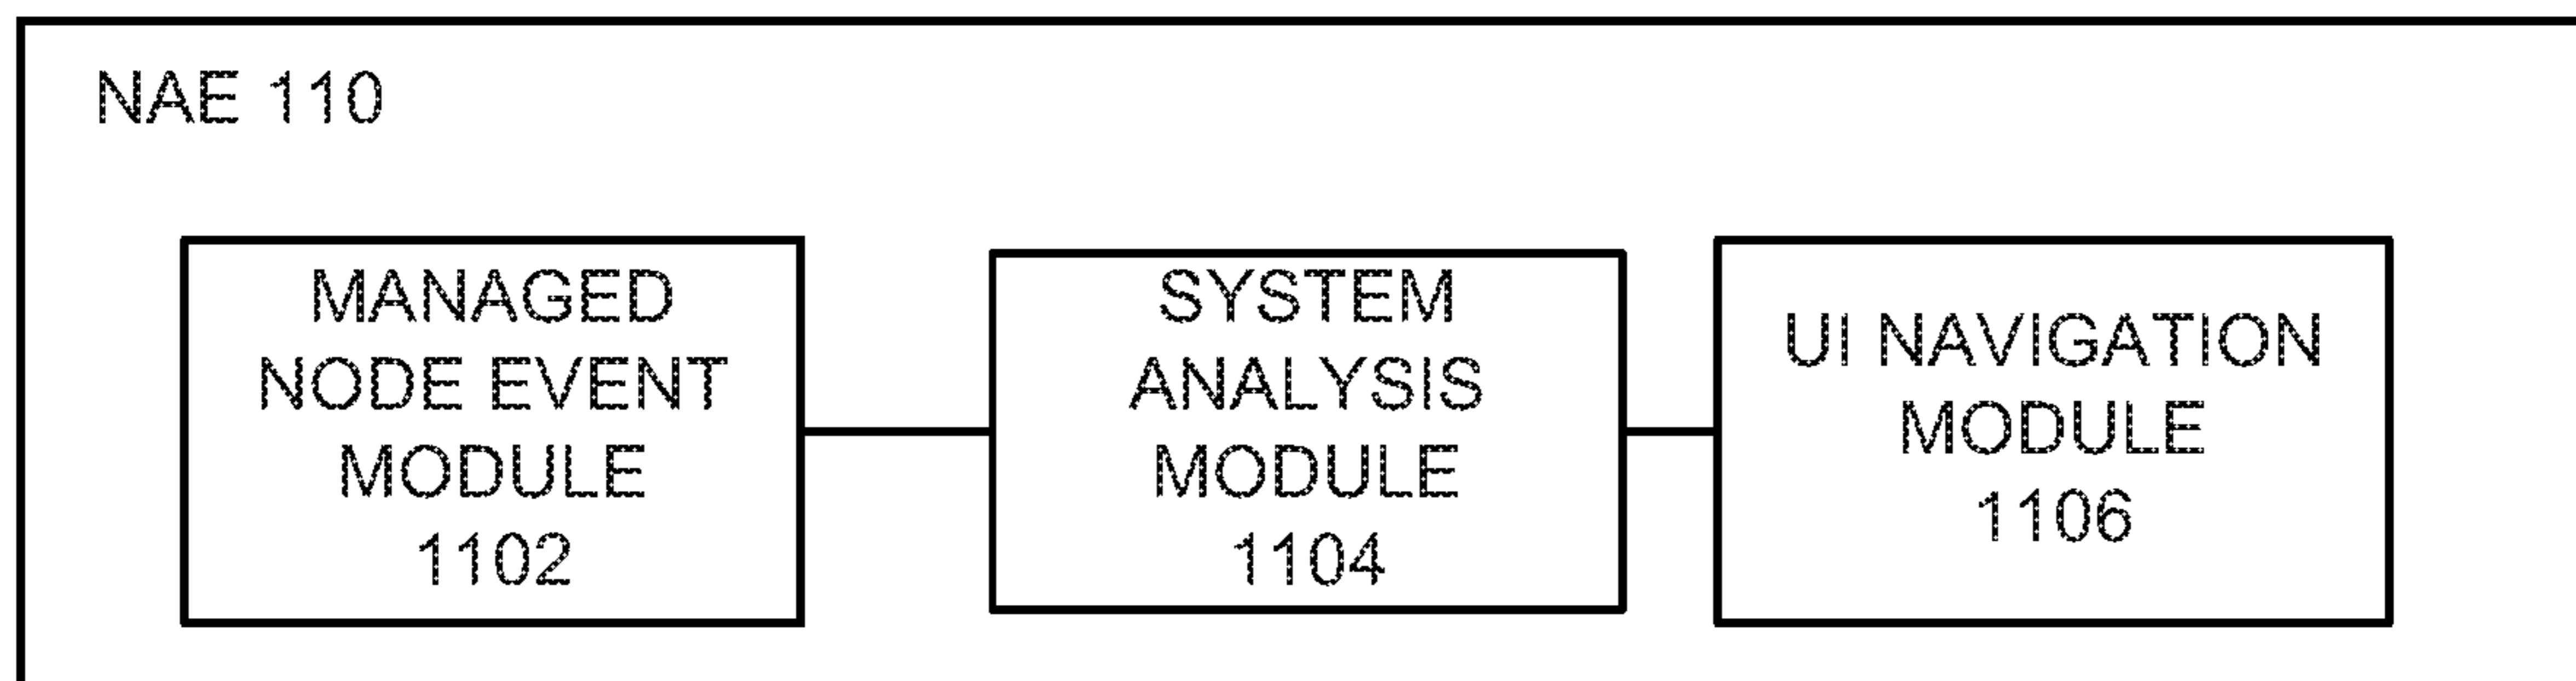 NAE 110
MANAGED
NODE EVENT
MODULE
1102
SYSTEM
ANALYSIS
MODULE
1104
UI NAVIGATION
MODULE
1106